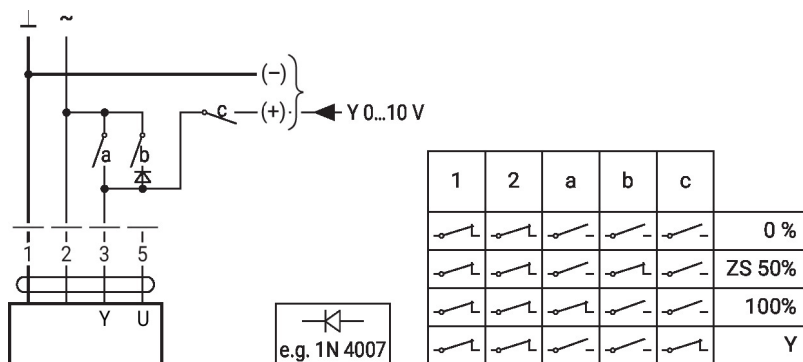 ⊥ ~
(–)
c (+) Y 0...10 V
a b
1 2 3 5
Y U
e.g. 1N 4007
1 2 a b c
0 %
ZS 50%
100%
Y